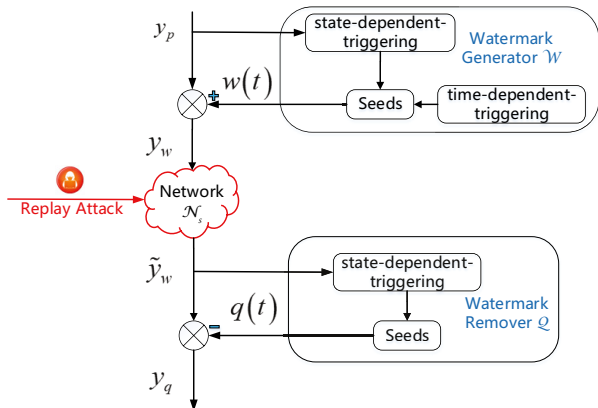 y_p
state-dependent-
triggering
Watermark
Generator 𝒲
w(t)
+
Seeds
time-dependent-
triggering
y_w
Network
𝒩_s
Replay Attack
ỹ_w
state-dependent-
triggering
q(t)
−
Seeds
Watermark
Remover 𝒬
y_q